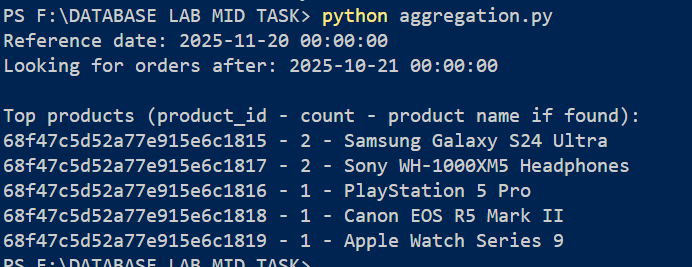 PS F:\DATABASE LAB MID TASK> python aggregation.py
Reference date: 2025-11-20 00:00:00
Looking for orders after: 2025-10-21 00:00:00
Top products (product_id - count - product name if found):
68f47c5d52a77e915e6c1815 - 2 - Samsung Galaxy S24 Ultra
68f47c5d52a77e915e6c1817 - 2 - Sony WH-1000XM5 Headphones
68f47c5d52a77e915e6c1816 - 1 - PlayStation 5 Pro
68f47c5d52a77e915e6c1818 - 1 - Canon EOS R5 Mark II
68f47c5d52a77e915e6c1819 - 1 - Apple Watch Series 9
PS F:\DATABASE LAB MID TASK>